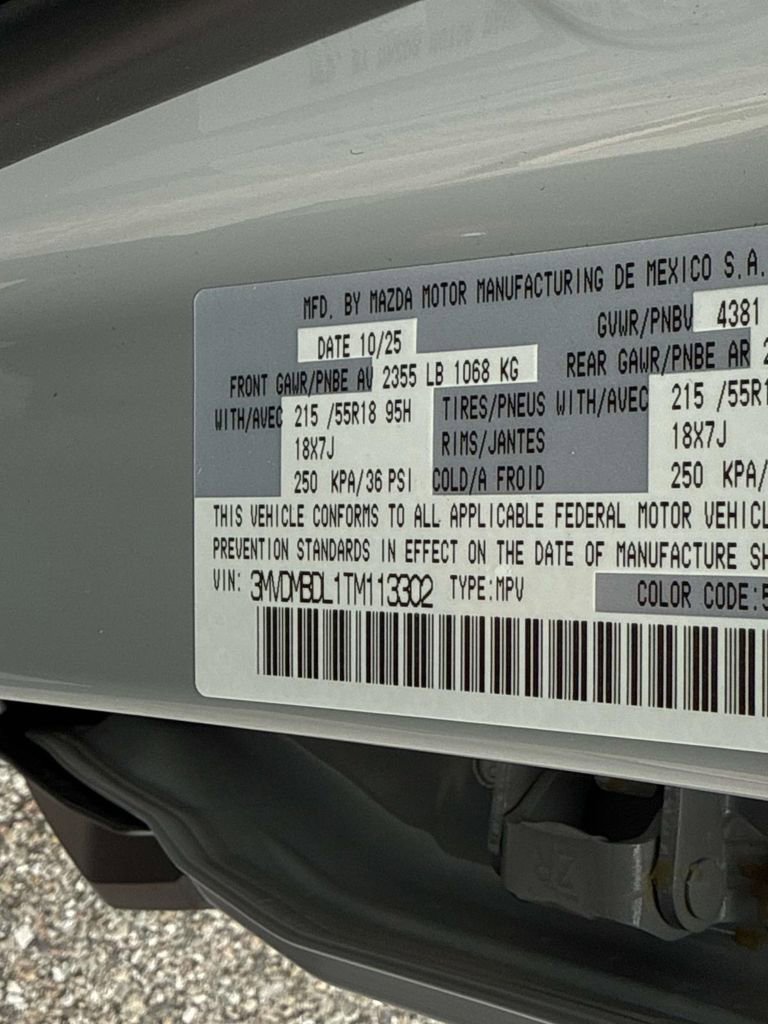 MFD. BY MAZDA MOTOR MANUFACTURING DE MEXICO S.A.
DATE 10/25 GVWR/PNBV 4381
FRONT GAWR/PNBE AV 2355 LB 1068 KG REAR GAWR/PNBE AR 2
WITH/AVEC 215 /55R18 95H TIRES/PNEUS WITH/AVEC 215 /55R1
18X7J RIMS/JANTES 18X7J
250 KPA/36 PSI COLD/A FROID 250 KPA/
THIS VEHICLE CONFORMS TO ALL APPLICABLE FEDERAL MOTOR VEHICL
PREVENTION STANDARDS IN EFFECT ON THE DATE OF MANUFACTURE SH
VIN: 3MVDMBDL1TM113302 TYPE:MPV COLOR CODE:5
ZR